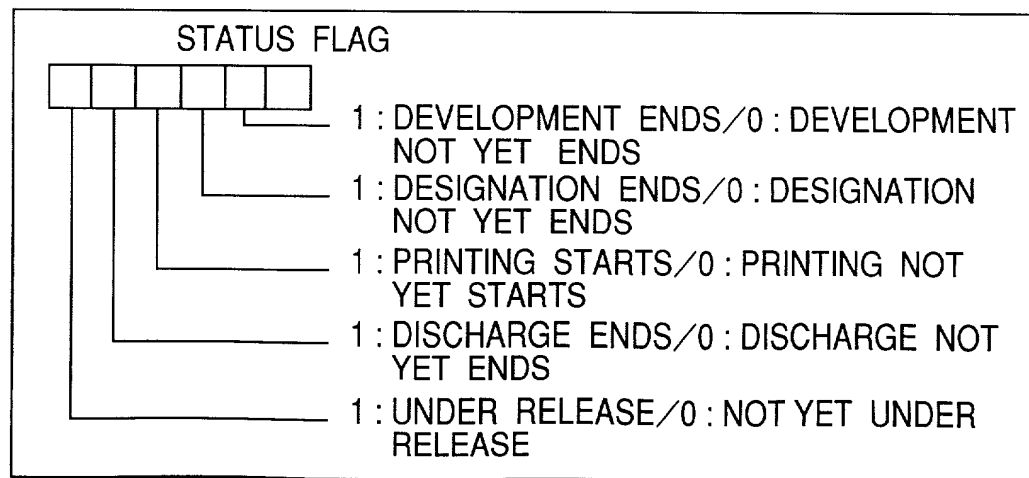 STATUS FLAG
1 : DEVELOPMENT ENDS/0 : DEVELOPMENT
NOT YET ENDS
1 : DESIGNATION ENDS/0 : DESIGNATION
NOT YET ENDS
1 : PRINTING STARTS/0 : PRINTING NOT
YET STARTS
1 : DISCHARGE ENDS/0 : DISCHARGE NOT
YET ENDS
1 : UNDER RELEASE/0 : NOT YET UNDER
RELEASE